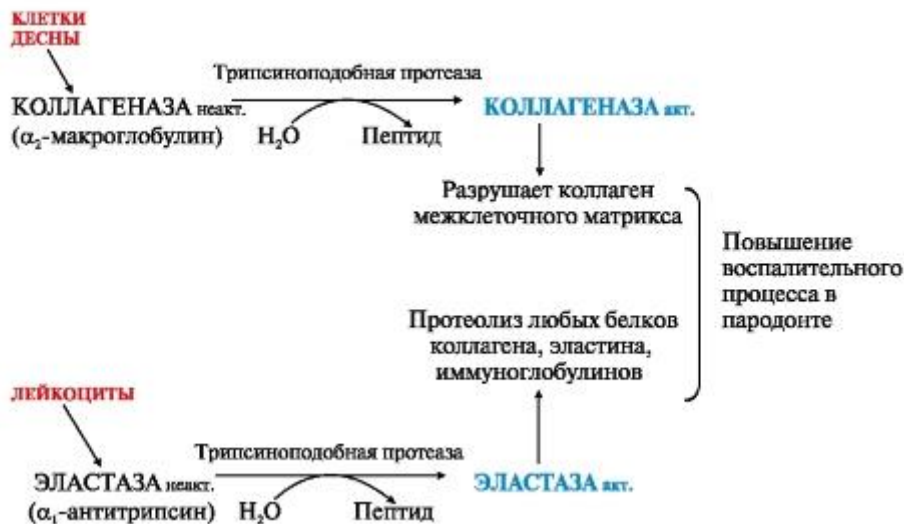 КЛЕТКИ
ДЕСНЫ
Трипсиноподобная протеаза
КОЛЛАГЕНАЗА неакт.
(α₂-макроглобулин)
H₂O
Пептид
КОЛЛАГЕНАЗА акт.
Разрушает коллаген
межклеточного матрикса
Повышение
воспалительного
процесса в
пародонте
Протеолиз любых белков
коллагена, эластина,
иммуноглобулинов
ЛЕЙКОЦИТЫ
Трипсиноподобная протеаза
ЭЛАСТАЗА неакт.
(α₁-антитрипсин)
H₂O
Пептид
ЭЛАСТАЗА акт.